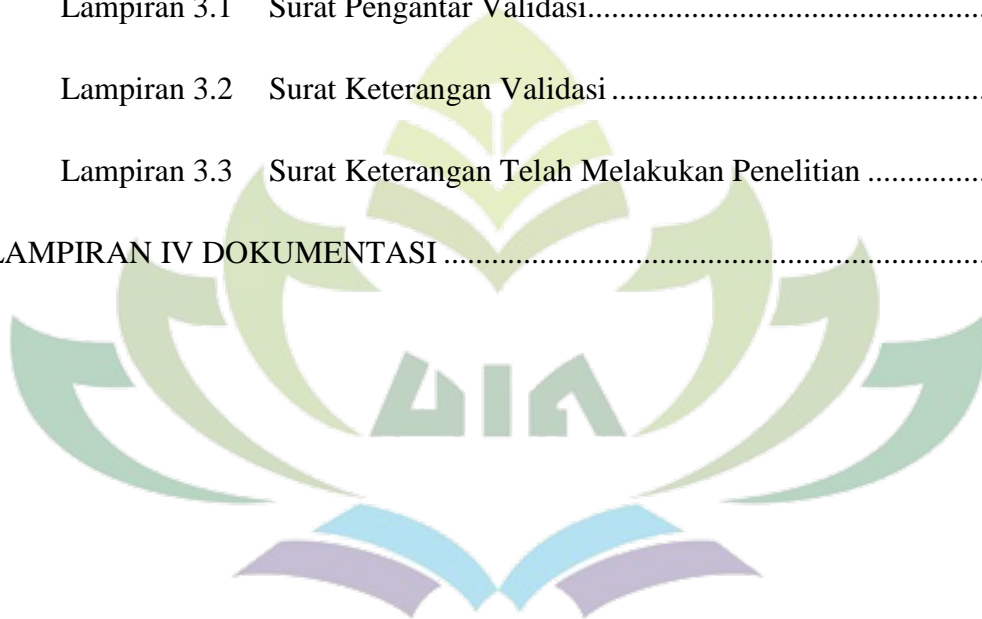 Lampiran 3.1 Surat Pengantar Validasi...............................................
Lampiran 3.2 Surat Keterangan Validasi...............................................
Lampiran 3.3 Surat Keterangan Telah Melakukan Penelitian...............
LAMPIRAN IV DOKUMENTASI...................................................................
UIN